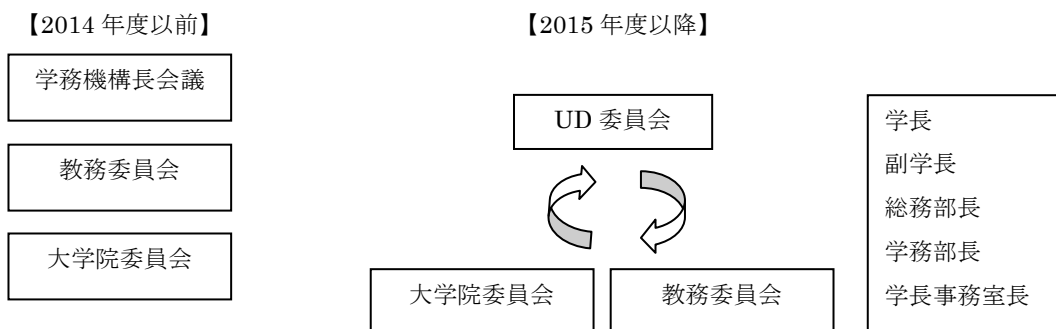 【2014 年度以前】
学務機構長会議
教務委員会
大学院委員会
【2015 年度以降】
UD 委員会
大学院委員会
教務委員会
学長
副学長
総務部長
学務部長
学長事務室長